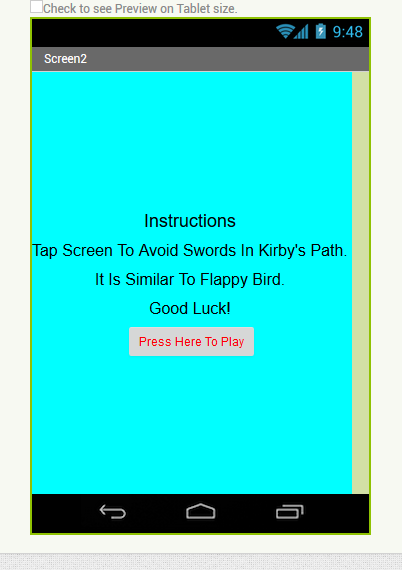 Check to see Preview on Tablet size.
9:48
Screen2
Instructions
Tap Screen To Avoid Swords In Kirby's Path.
It Is Similar To Flappy Bird.
Good Luck!
Press Here To Play